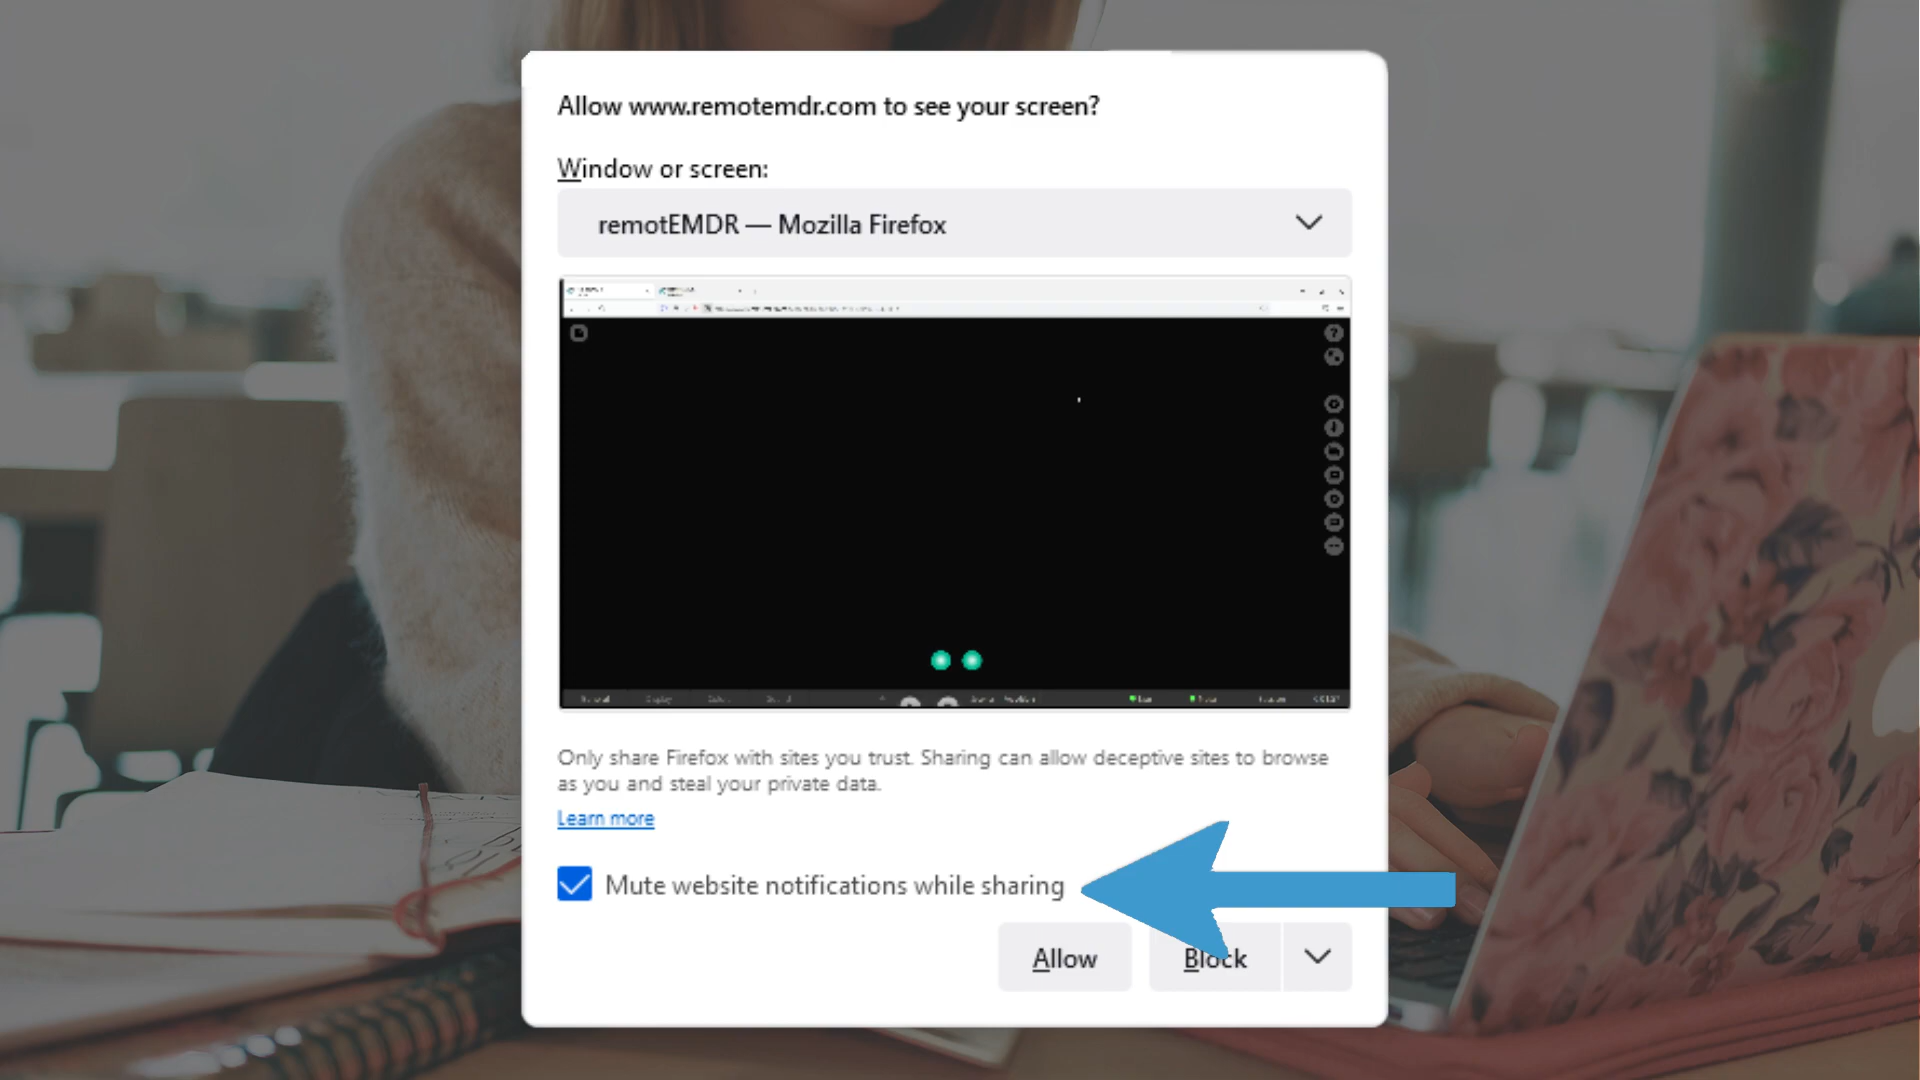 Allow www.remotemdr.com to see your screen?
Window or screen:
remotEMDR — Mozilla Firefox
Only share Firefox with sites you trust. Sharing can allow deceptive sites to browse
as you and steal your private data.
Learn more
Mute website notifications while sharing
Allow
Block